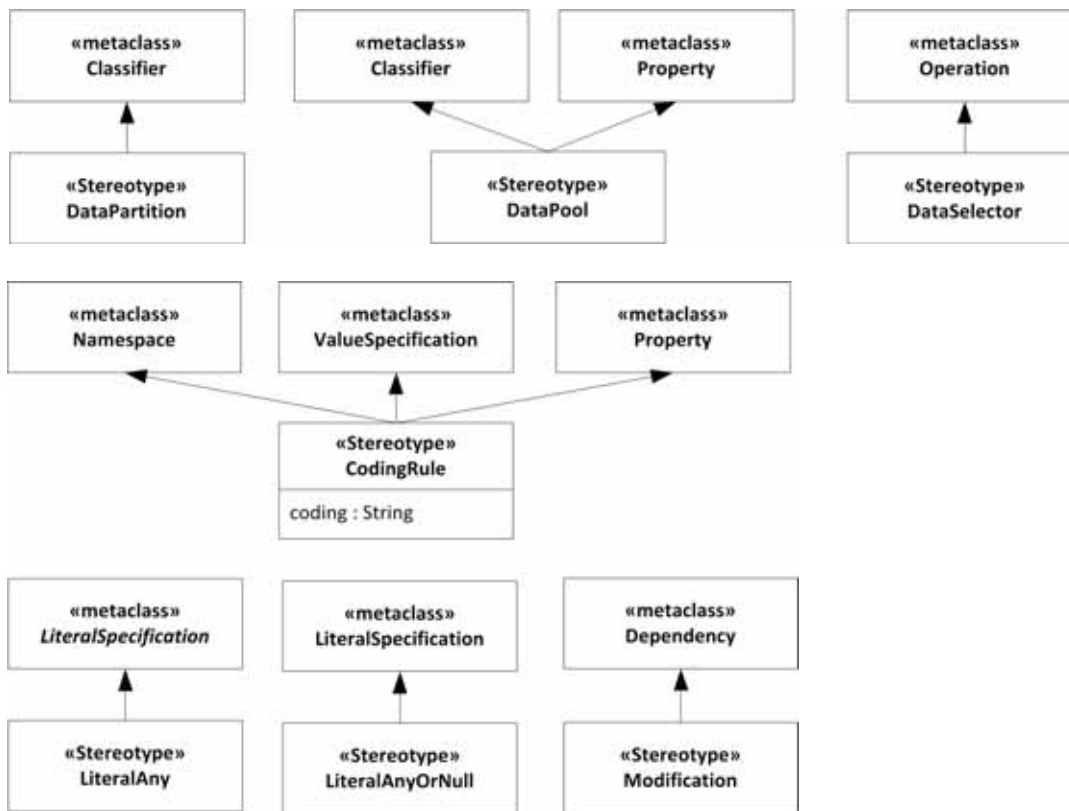 «metaclass»
Classifier
«metaclass»
Classifier
«metaclass»
Property
«metaclass»
Operation
«Stereotype»
DataPartition
«Stereotype»
DataPool
«Stereotype»
DataSelector
«metaclass»
Namespace
«metaclass»
ValueSpecification
«metaclass»
Property
«Stereotype»
CodingRule
coding : String
«metaclass»
LiteralSpecification
«metaclass»
LiteralSpecification
«metaclass»
Dependency
«Stereotype»
LiteralAny
«Stereotype»
LiteralAnyOrNull
«Stereotype»
Modification